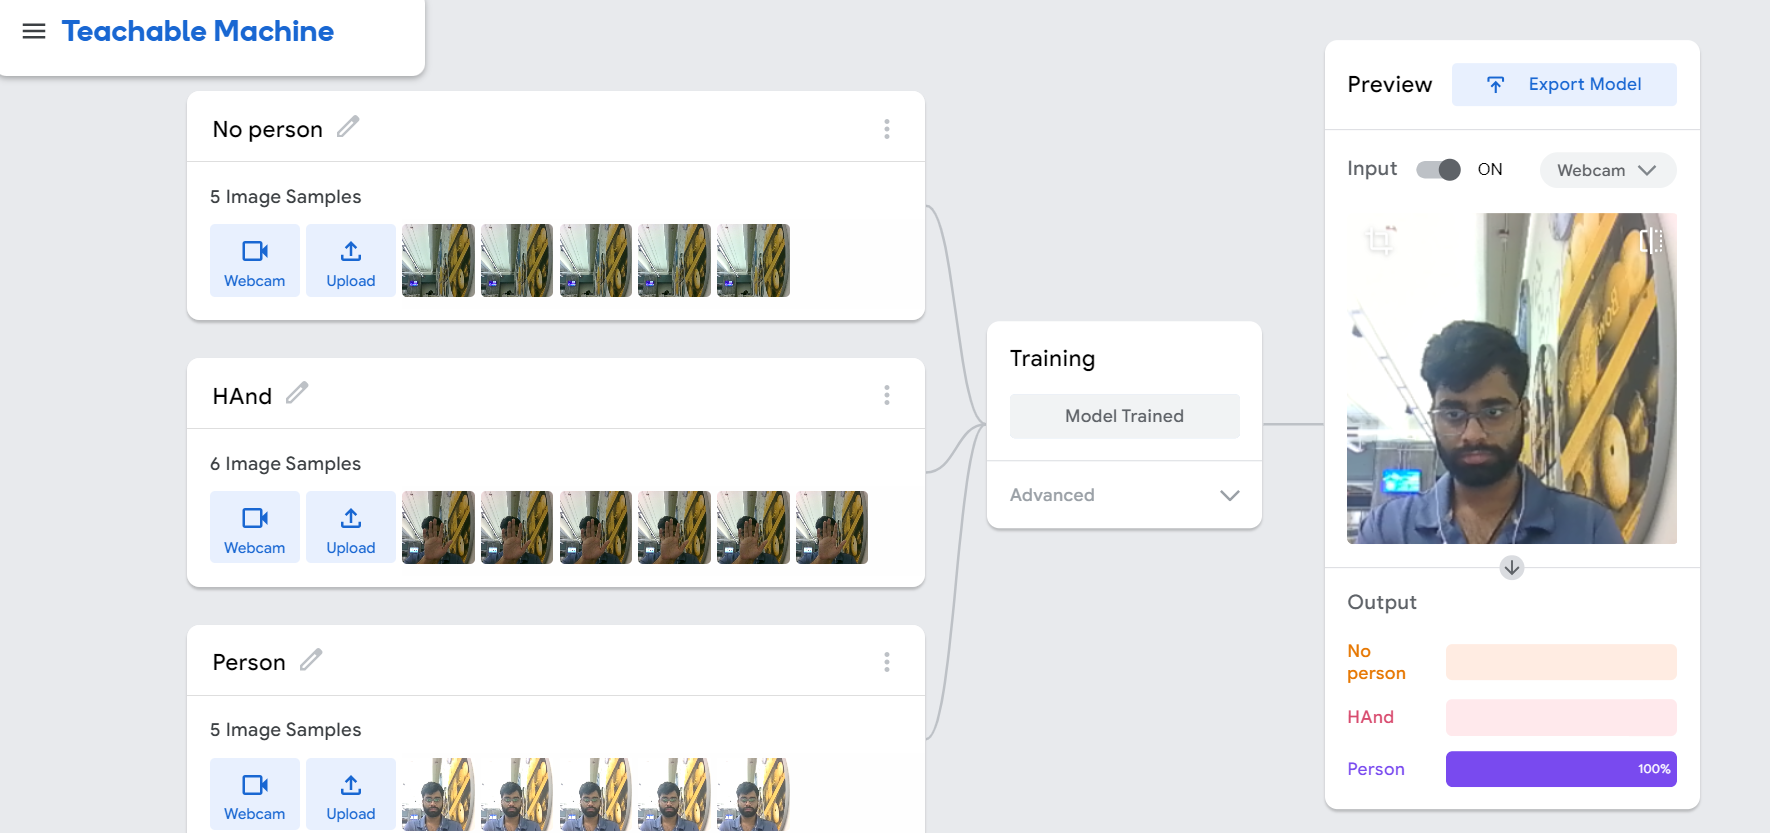 Teachable Machine
No person
5 Image Samples
Webcam
Upload
HAnd
6 Image Samples
Webcam
Upload
Person
5 Image Samples
Webcam
Upload
Training
Model Trained
Advanced
Preview
Export Model
Input
ON
Webcam
Output
No
person
HAnd
Person
100%